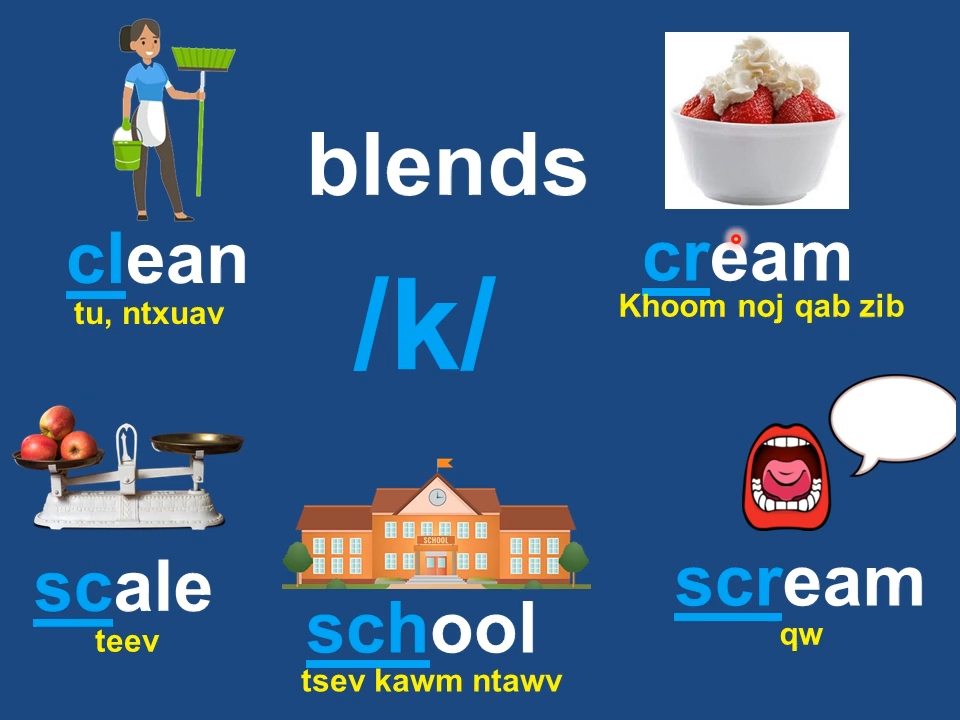 blends
/k/
clean
tu, ntxuav
cream
Khoom noj qab zib
scale
teev
SCHOOL
school
tsev kawm ntawv
scream
qw